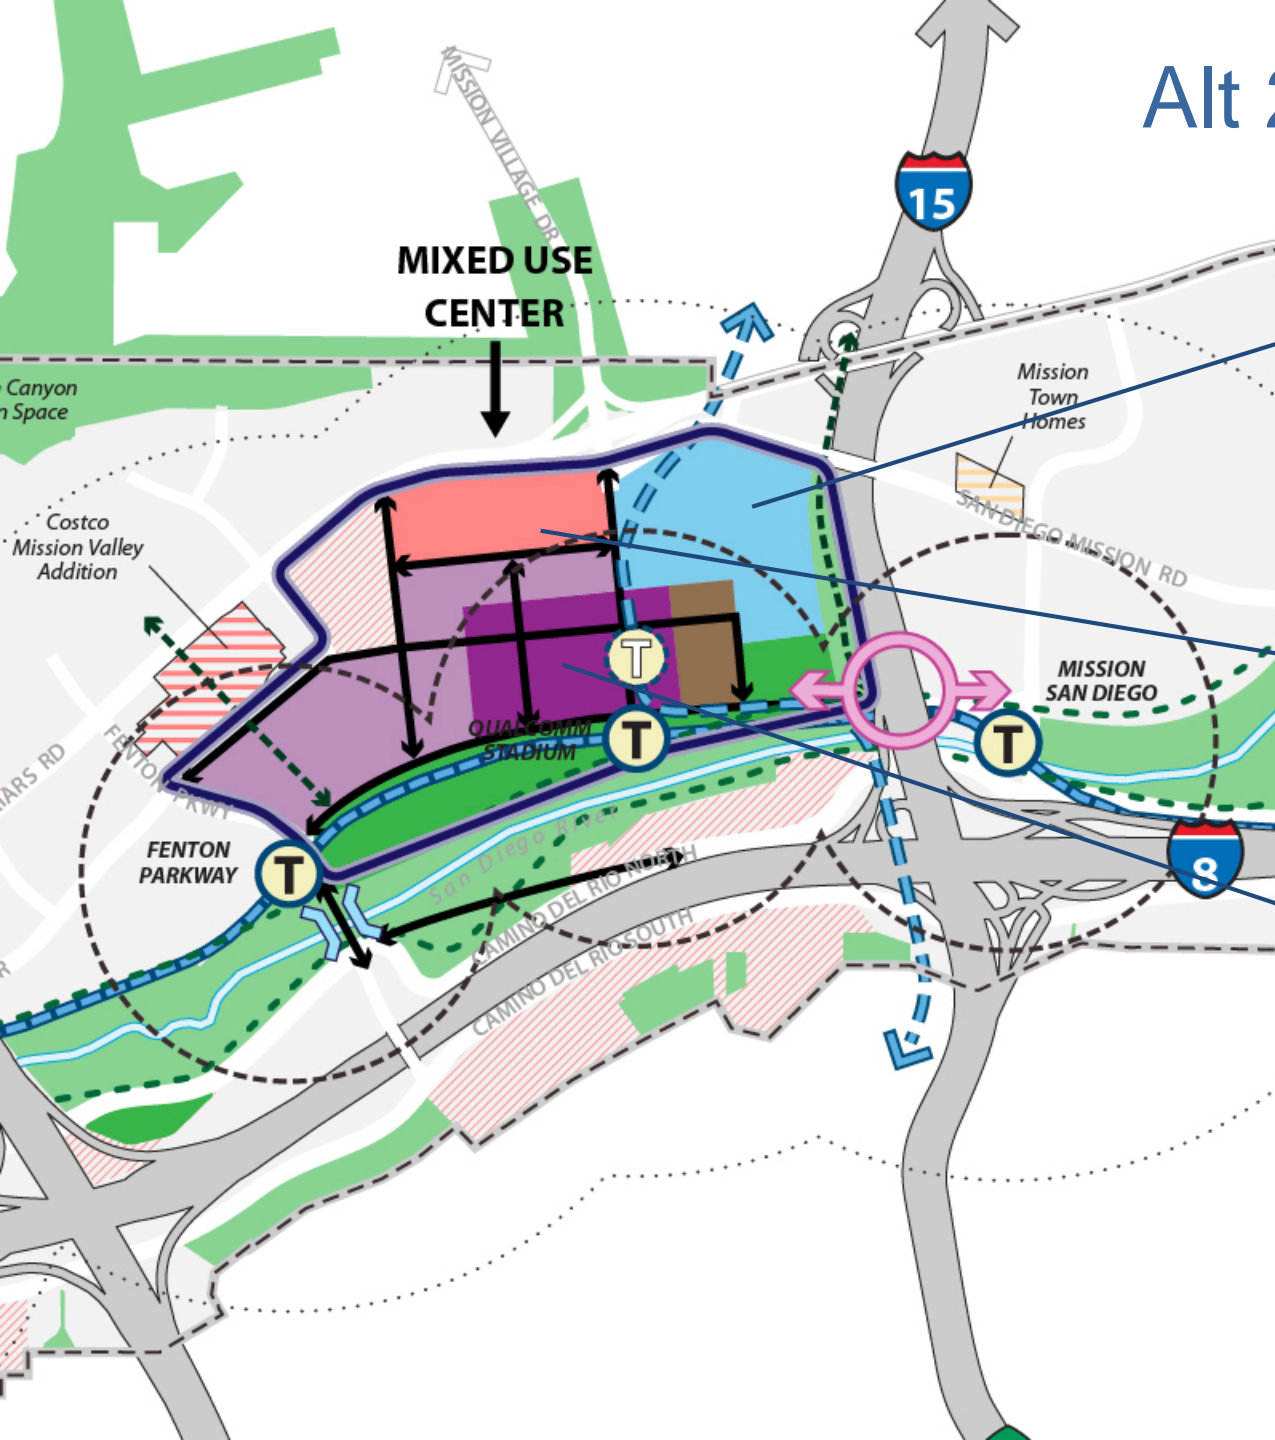 MISSION VILLAGE DR
Alt
15
MIXED USE
CENTER
Canyon
n Space
Mission
Town
Homes
Costco
Mission Valley
Addition
SAN DIEGO MISSION RD
T
MISSION
SAN DIEGO
QUALCOMM
STADIUM
T
T
FENTON PKWY
IARS RD
San Diego River
FENTON
PARKWAY
T
8
CAMINO DEL RIO NORTH
CAMINO DEL RIO SOUTH
R